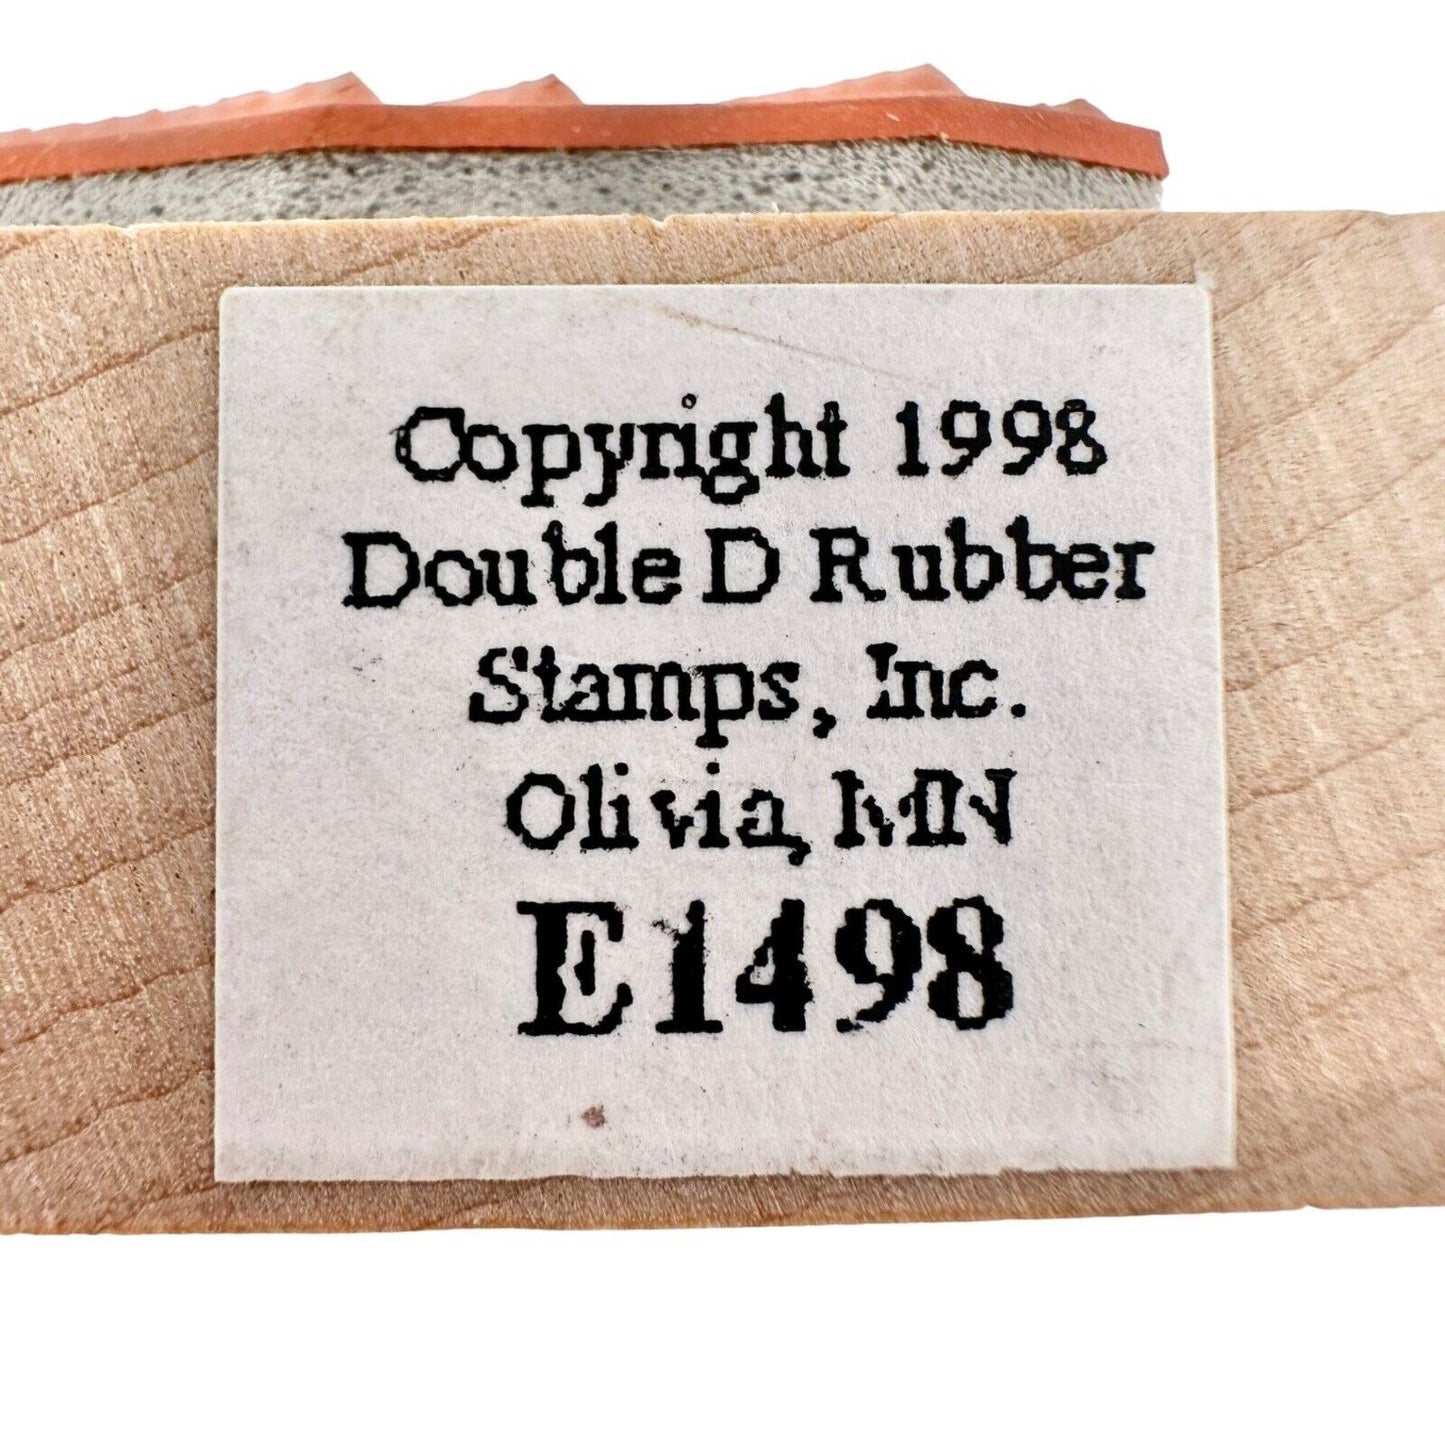 Copyright 1998
Double D Rubber
Stamps, Inc.
Olivia, MN
E1498